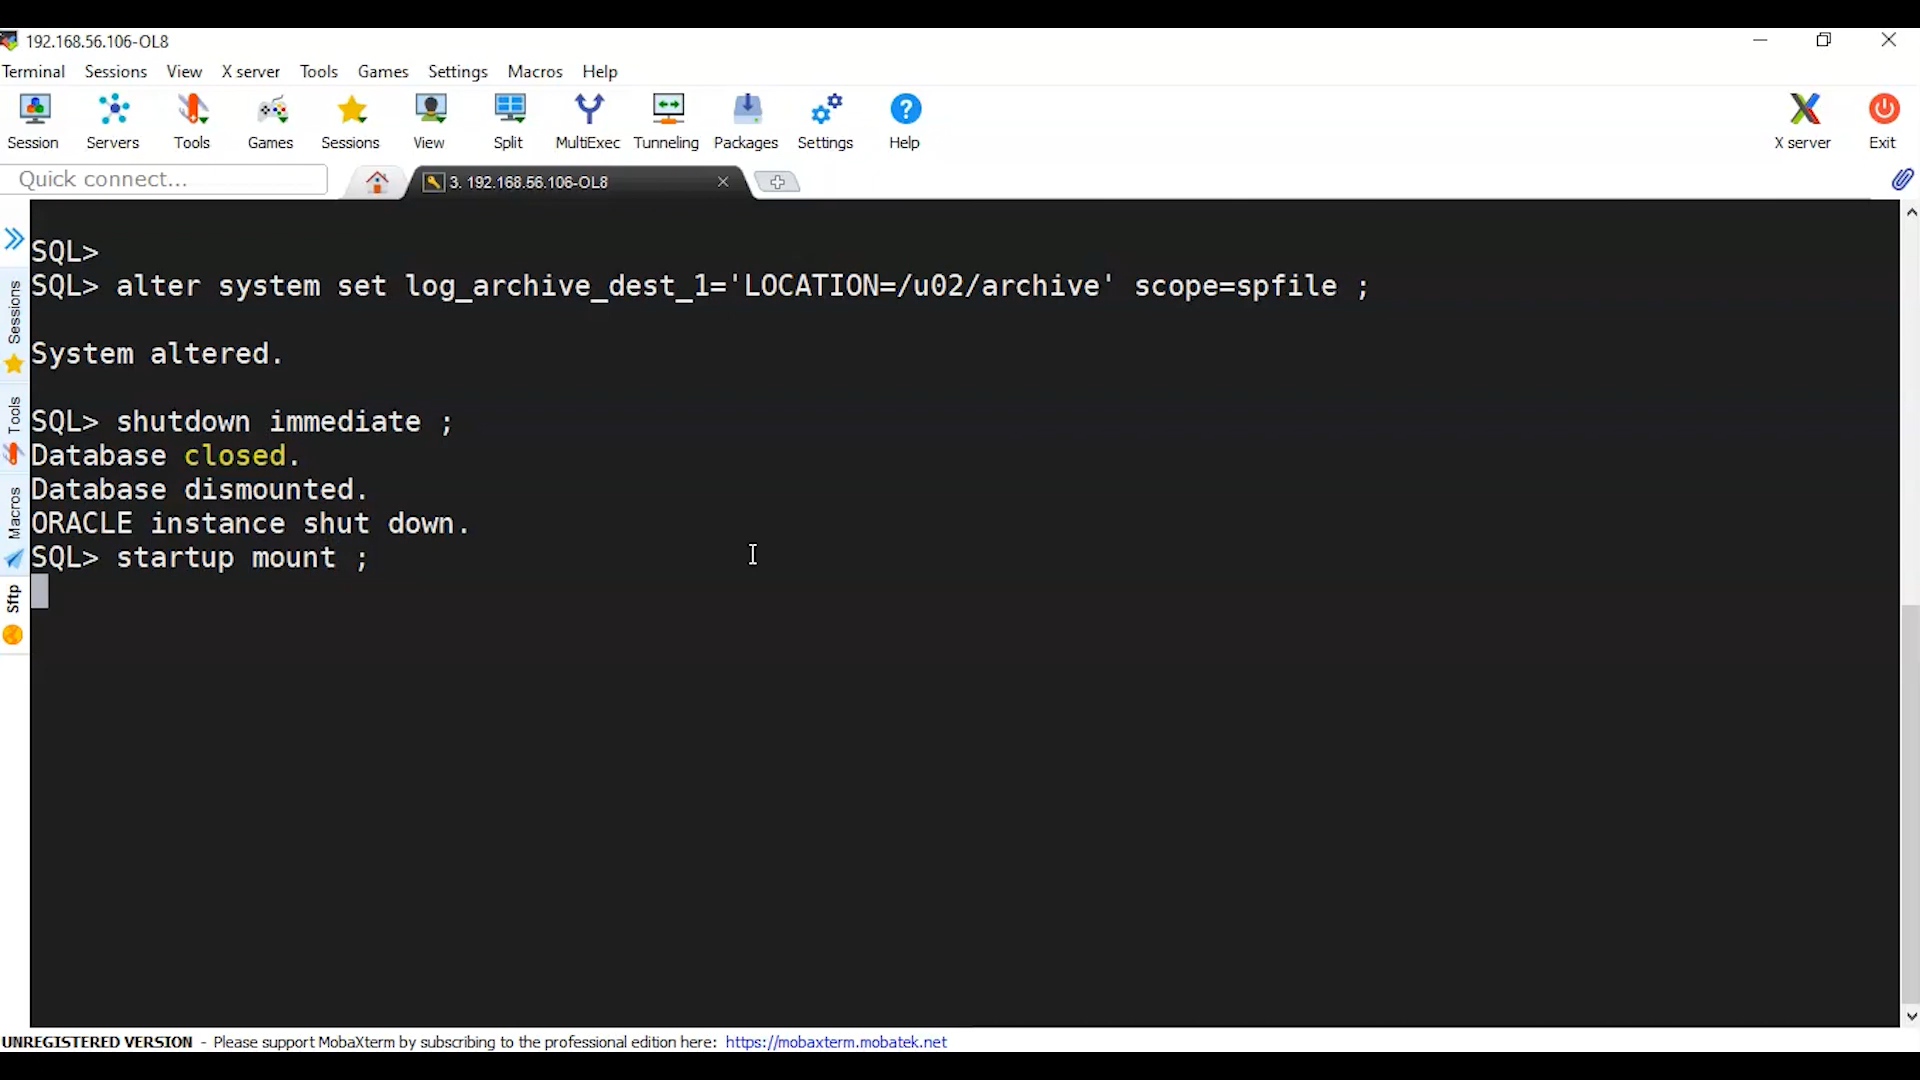 192.168.56.106-OL8
Terminal Sessions View X server Tools Games Settings Macros Help
Session Servers Tools Games Sessions View Split MultiExec Tunneling Packages Settings Help X server Exit
Quick connect... 3. 192.168.56.106-OL8
SQL>
SQL> alter system set log_archive_dest_1='LOCATION=/u02/archive' scope=spfile ;
System altered.
SQL> shutdown immediate ;
Database closed.
Database dismounted.
ORACLE instance shut down.
SQL> startup mount ;
Sessions
Tools
Macros
Sftp
UNREGISTERED VERSION - Please support MobaXterm by subscribing to the professional edition here: https://mobaxterm.mobatek.net